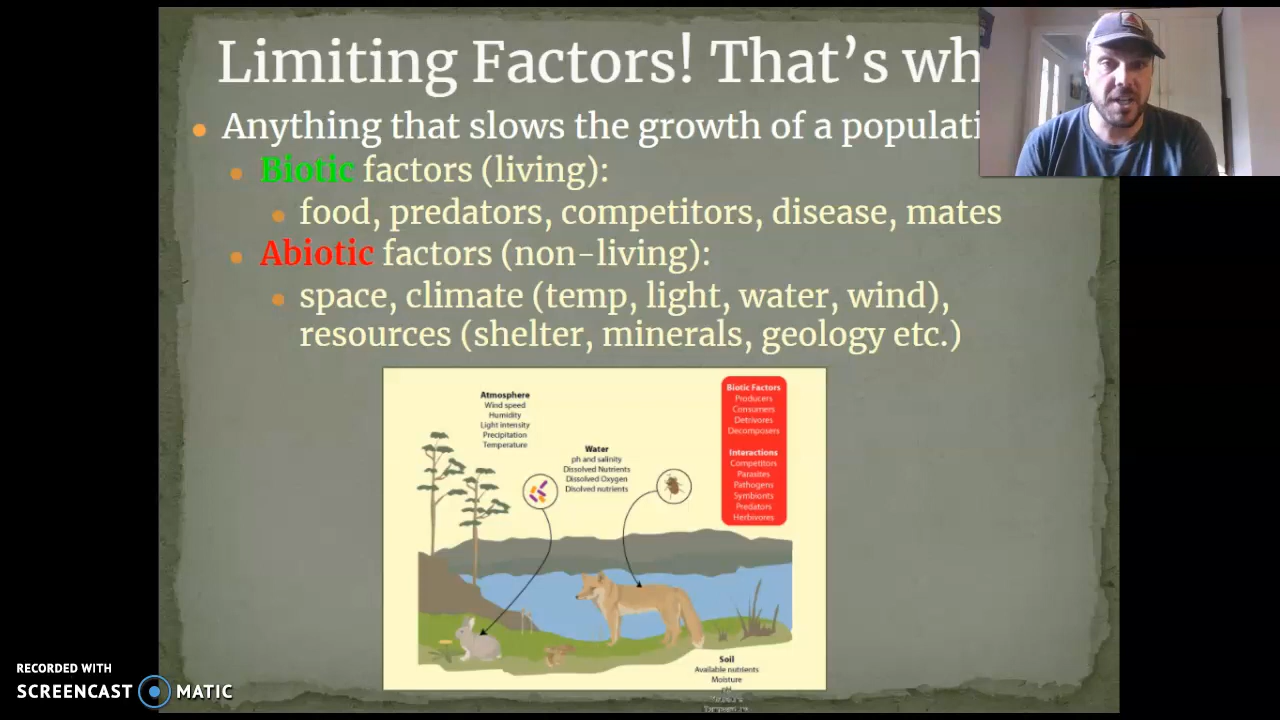 Limiting Factors! That's wh
Anything that slows the growth of a populati
Biotic factors (living):
food, predators, competitors, disease, mates
Abiotic factors (non-living):
space, climate (temp, light, water, wind),
resources (shelter, minerals, geology etc.)
Atmosphere
Wind speed
Humidity
Light intensity
Precipitation
Temperature
Water
ph and salinity
Dissolved Nutrients
Dissolved Oxygen
Disolved nutrients
Biotic Factors
Producers
Consumers
Detrivores
Decomposers
Interactions
Competitors
Parasites
Pathogens
Symbionts
Predators
Herbivores
Soil
Available nutrients
Moisture
pH
RECORDED WITH
SCREENCAST MATIC